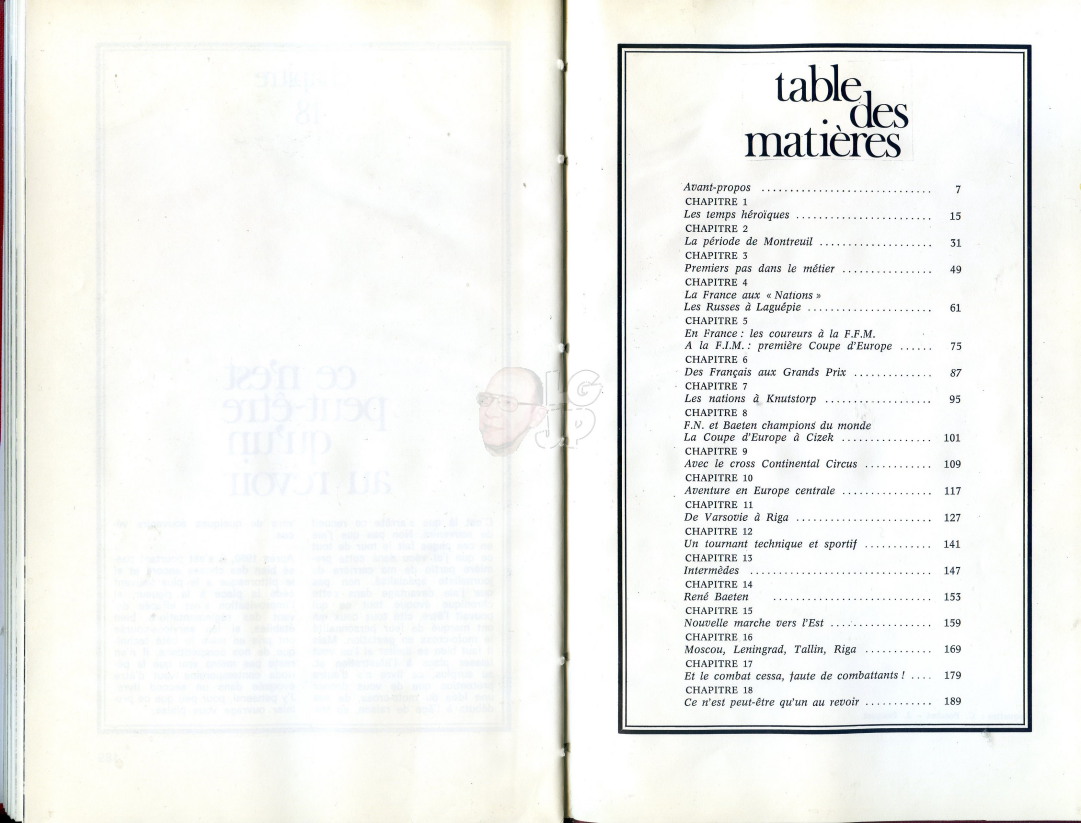 table
des
matières
Avant-propos .............................. 7
CHAPITRE 1
Les temps héroïques ........................ 15
CHAPITRE 2
La période de Montreuil .................... 31
CHAPITRE 3
Premiers pas dans le métier ................ 49
CHAPITRE 4
La France aux « Nations »
Les Russes à Laguépie ...................... 61
CHAPITRE 5
En France : les coureurs à la F.F.M.
A la F.I.M. : première Coupe d'Europe ...... 75
CHAPITRE 6
Des Français aux Grands Prix .............. 87
CHAPITRE 7
Les nations à Knutstorp ................... 95
CHAPITRE 8
F.N. et Baeten champions du monde
La Coupe d'Europe à Cizek ................ 101
CHAPITRE 9
Avec le cross Continental Circus ............ 109
CHAPITRE 10
Aventure en Europe centrale ................ 117
CHAPITRE 11
De Varsovie à Riga ........................ 127
CHAPITRE 12
Un tournant technique et sportif ............ 141
CHAPITRE 13
Intermèdes ................................ 147
CHAPITRE 14
René Baeten ............................ 153
CHAPITRE 15
Nouvelle marche vers l'Est .................. 159
CHAPITRE 16
Moscou, Leningrad, Tallin, Riga ............ 169
CHAPITRE 17
Et le combat cessa, faute de combattants ! .... 179
CHAPITRE 18
Ce n'est peut-être qu'un au revoir ............ 189
LG
J.P